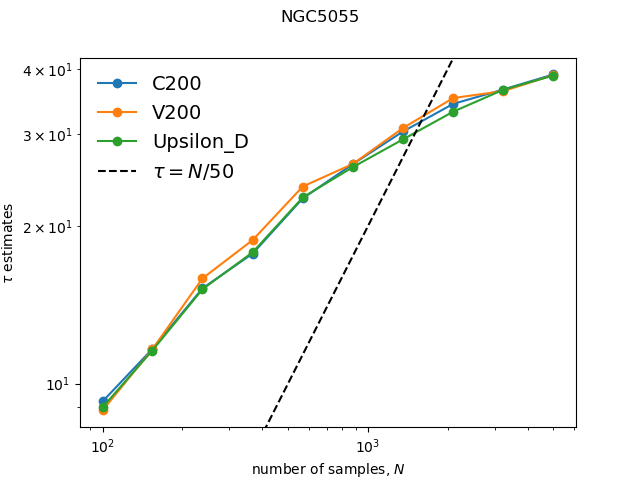 NGC5055
C200
V200
Upsilon_D
τ = N/50
4 × 10¹
3 × 10¹
2 × 10¹
10¹
τ estimates
10² 10³
number of samples, N